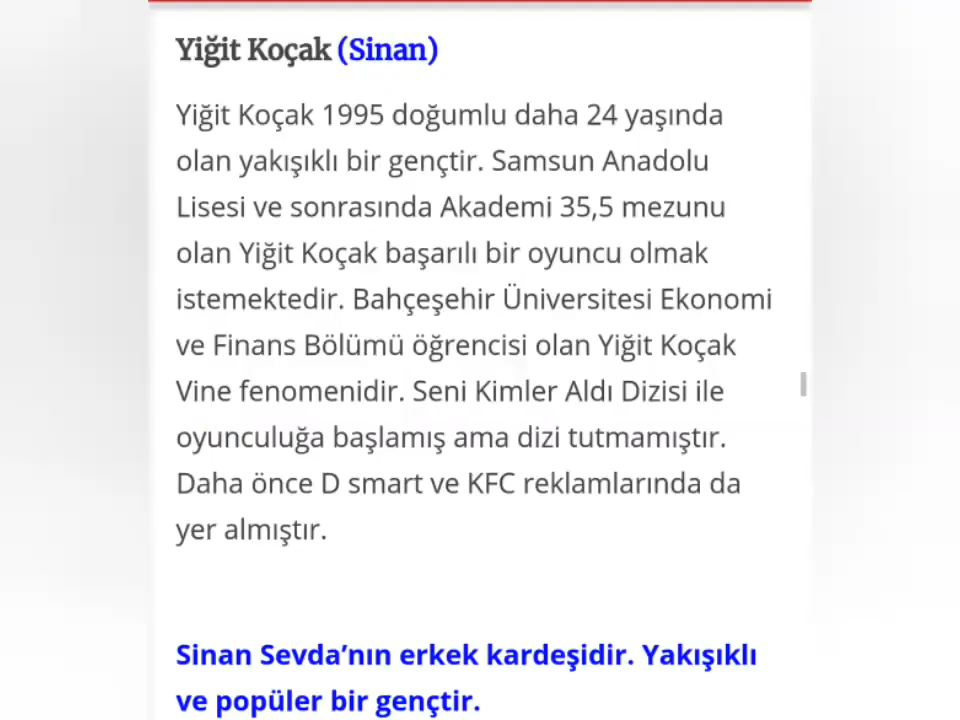 Yiğit Koçak (Sinan)
Yiğit Koçak 1995 doğumlu daha 24 yaşında
olan yakışıklı bir gençtir. Samsun Anadolu
Lisesi ve sonrasında Akademi 35,5 mezunu
olan Yiğit Koçak başarılı bir oyuncu olmak
istemektedir. Bahçeşehir Üniversitesi Ekonomi
ve Finans Bölümü öğrencisi olan Yiğit Koçak
Vine fenomenidir. Seni Kimler Aldı Dizisi ile
oyunculuğa başlamış ama dizi tutmamıştır.
Daha önce D smart ve KFC reklamlarında da
yer almıştır.
Sinan Sevda’nın erkek kardeşidir. Yakışıklı
ve popüler bir gençtir.